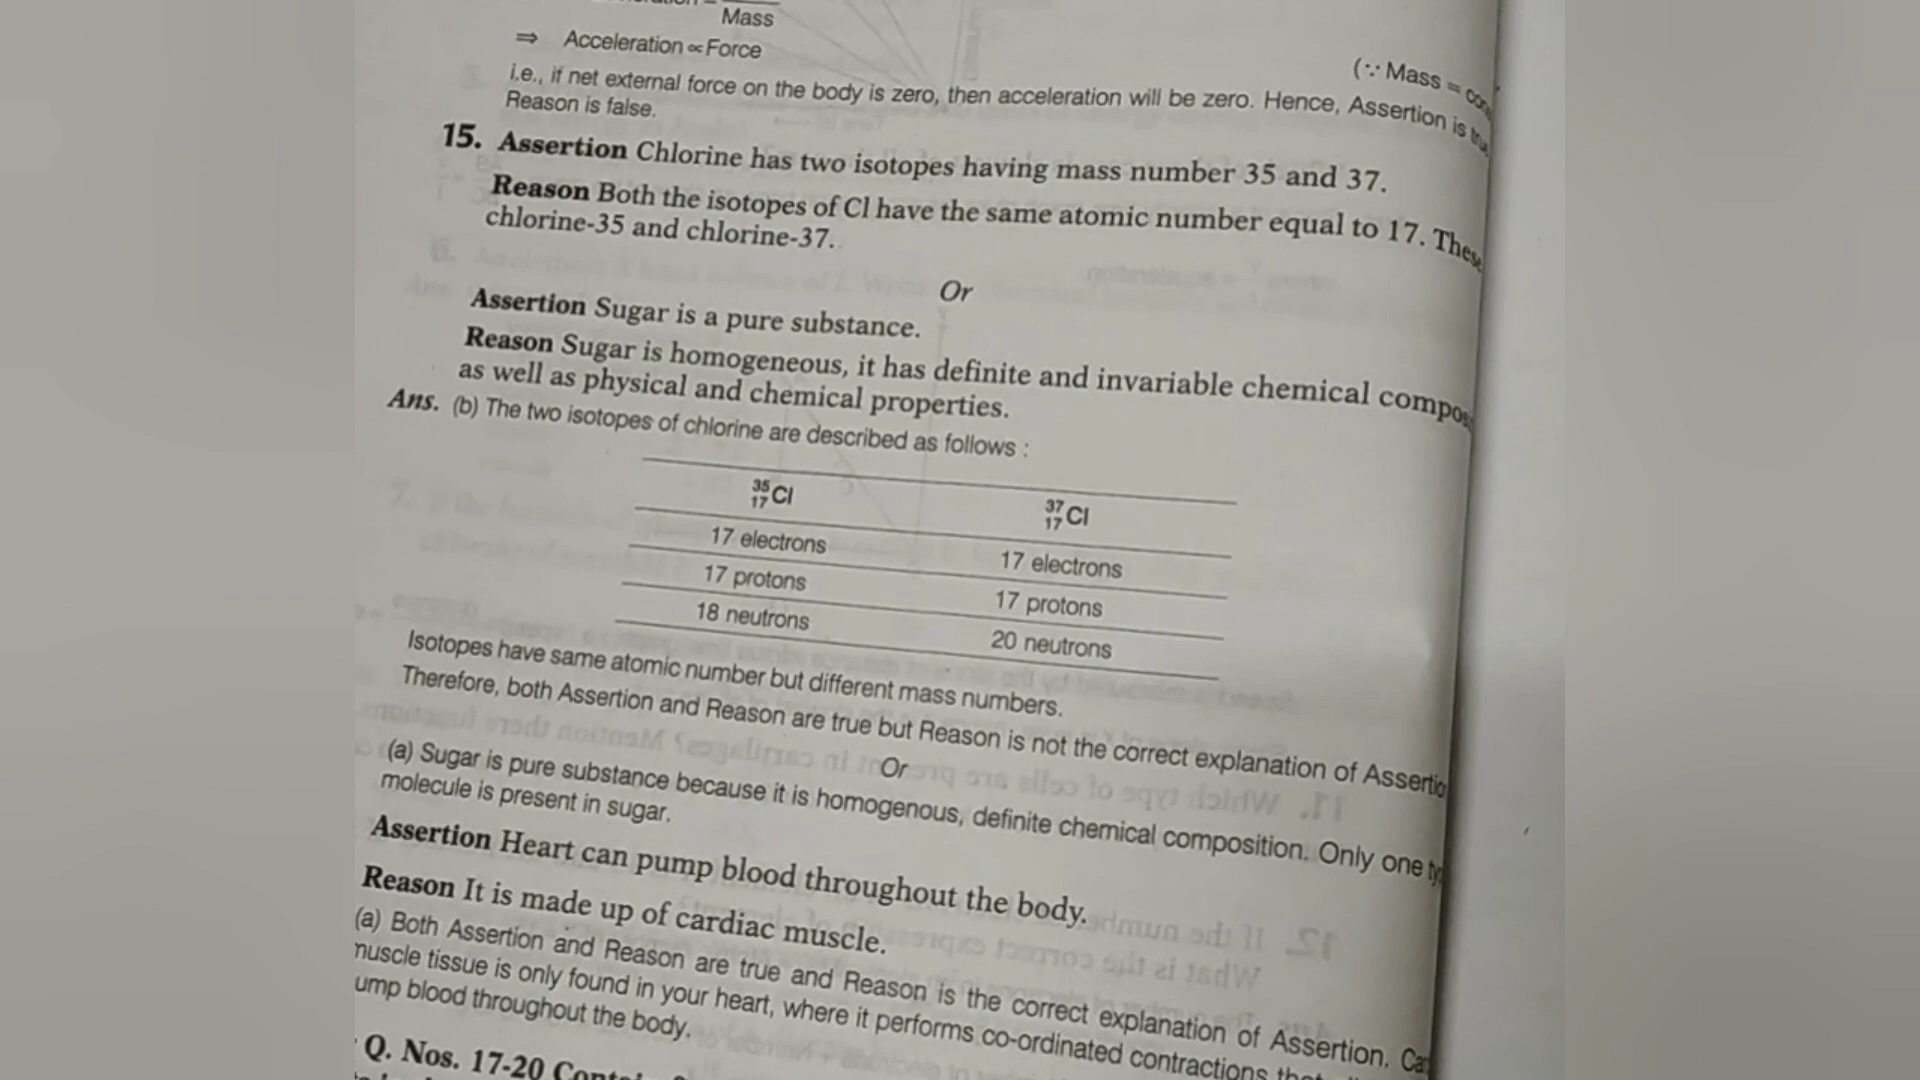 Mass
⇒ Acceleration ∝ Force
(∵ Mass =
i.e., if net external force on the body is zero, then acceleration will be zero. Hence, Assertion is
Reason is false.
15. Assertion Chlorine has two isotopes having mass number 35 and 37.
Reason Both the isotopes of Cl have the same atomic number equal to 17. These
chlorine-35 and chlorine-37.
Or
Assertion Sugar is a pure substance.
Reason Sugar is homogeneous, it has definite and invariable chemical
as well as physical and chemical properties.
Ans. (b) The two isotopes of chlorine are described as follows :
35 17 Cl 37 17 Cl
17 electrons 17 electrons
17 protons 17 protons
18 neutrons 20 neutrons
Isotopes have same atomic number but different mass numbers.
Therefore, both Assertion and Reason are true but Reason is not the correct explanation of
Or
(a) Sugar is pure substance because it is homogenous, definite chemical composition. Only one
molecule is present in sugar.
Assertion Heart can pump blood throughout the body.
Reason It is made up of cardiac muscle.
(a) Both Assertion and Reason are true and Reason is the correct explanation of Assertion.
muscle tissue is only found in your heart, where it performs co-ordinated contractions
ump blood throughout the body.
Q. Nos. 17-20